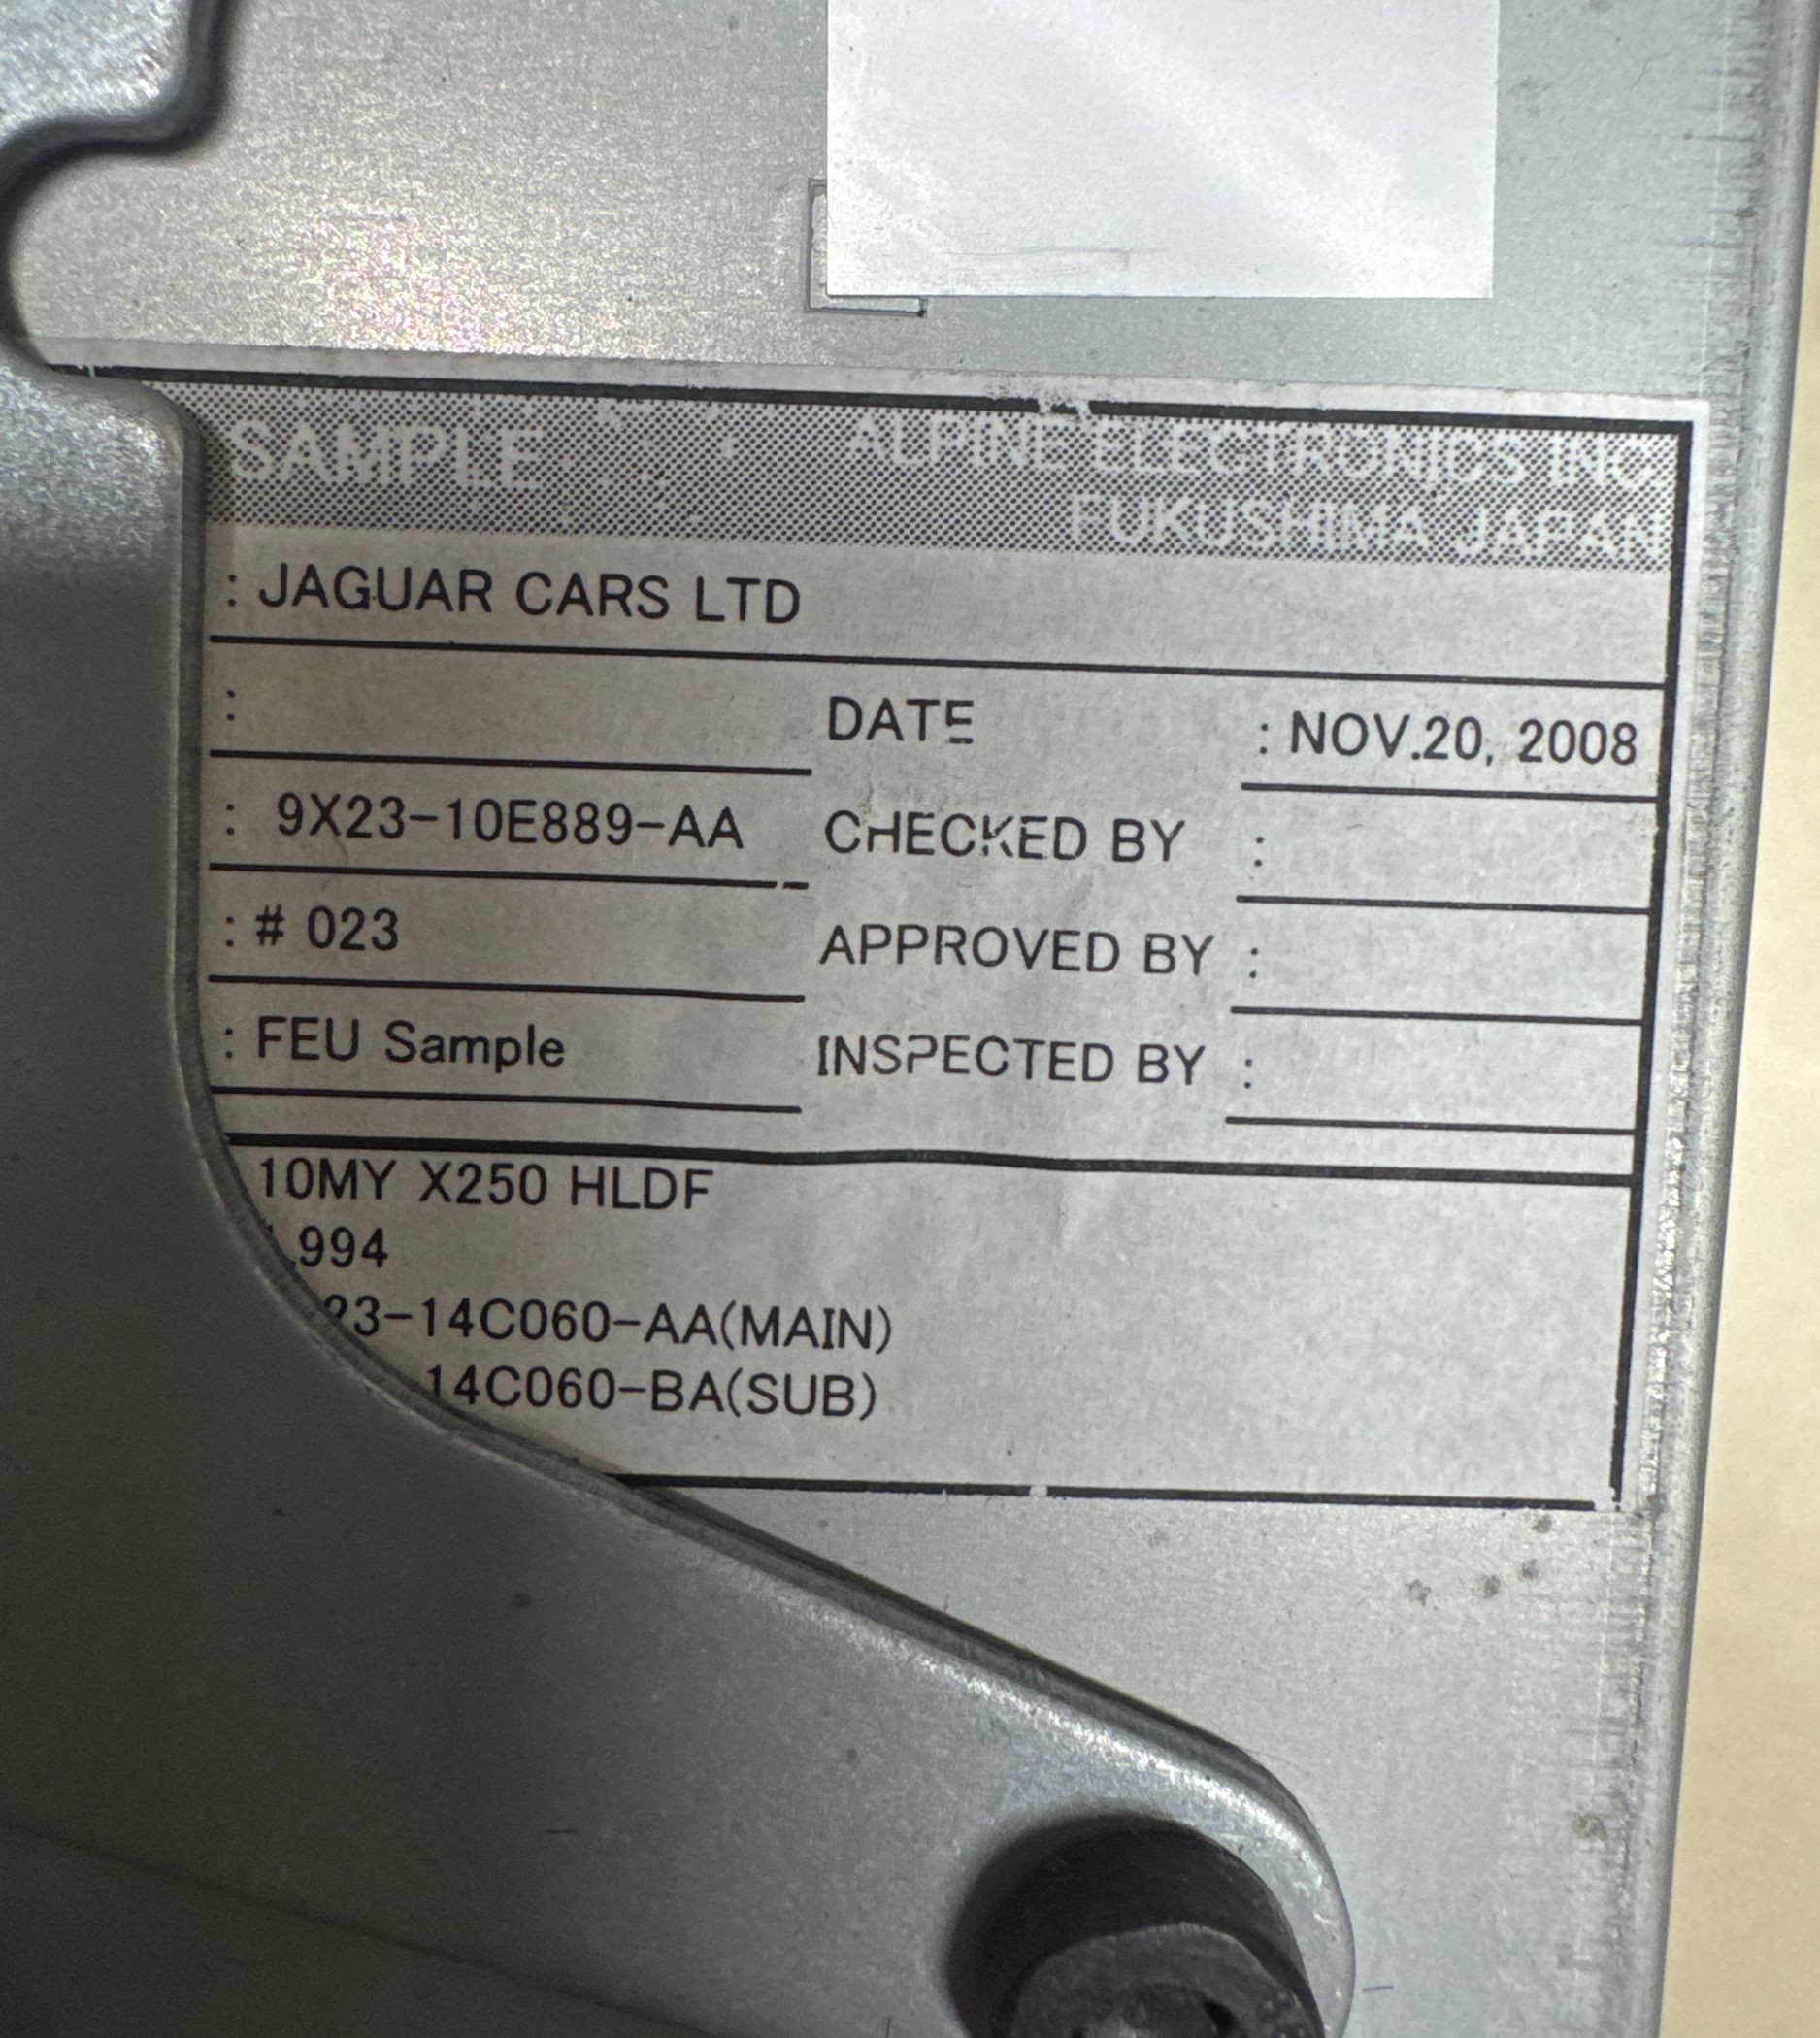 SAMPLE ALPINE ELECTRONICS INC
FUKUSHIMA JAPAN
: JAGUAR CARS LTD
: DATE : NOV.20, 2008
: 9X23-10E889-AA CHECKED BY :
: # 023 APPROVED BY :
: FEU Sample INSPECTED BY :
10MY X250 HLDF
.994
23-14C060-AA(MAIN)
14C060-BA(SUB)